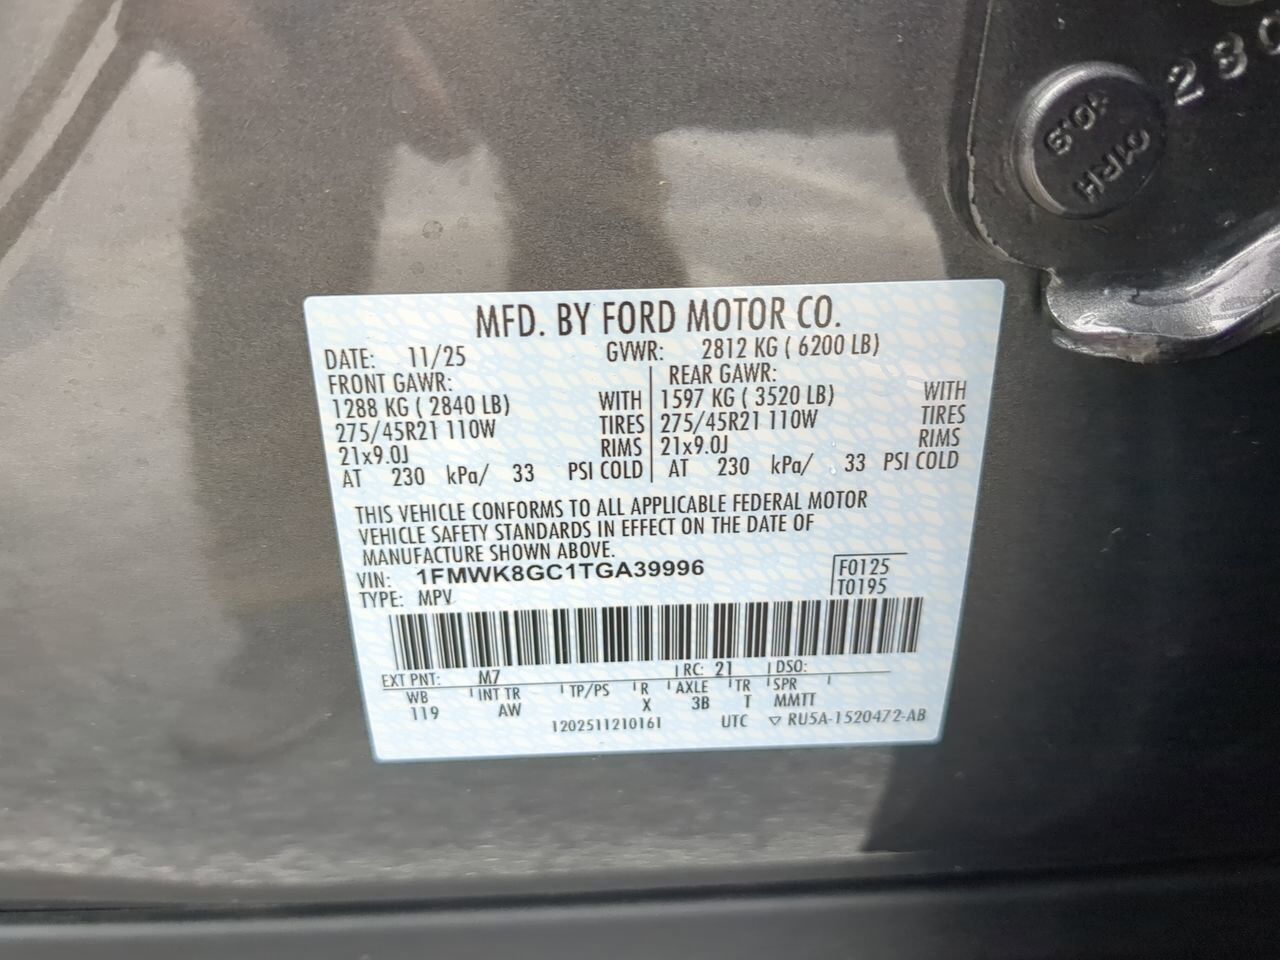 230
10.9
01RH
MFD. BY FORD MOTOR CO.
DATE: 11/25 GVWR: 2812 KG ( 6200 LB)
FRONT GAWR: REAR GAWR:
1288 KG ( 2840 LB) WITH 1597 KG ( 3520 LB) WITH
275/45R21 110W TIRES 275/45R21 110W TIRES
21x9.0J RIMS 21x9.0J RIMS
AT 230 kPa/ 33 PSI COLD AT 230 kPa/ 33 PSI COLD
THIS VEHICLE CONFORMS TO ALL APPLICABLE FEDERAL MOTOR
VEHICLE SAFETY STANDARDS IN EFFECT ON THE DATE OF
MANUFACTURE SHOWN ABOVE.
VIN: 1FMWK8GC1TGA39996 F0125
TYPE: MPV T0195
EXT PNT: M7 RC: 21 DSO:
WB INT TR TP/PS R AXLE TR SPR
119 AW X 3B T MMTT
1202511210161 UTC ▽ RU5A-1520472-AB